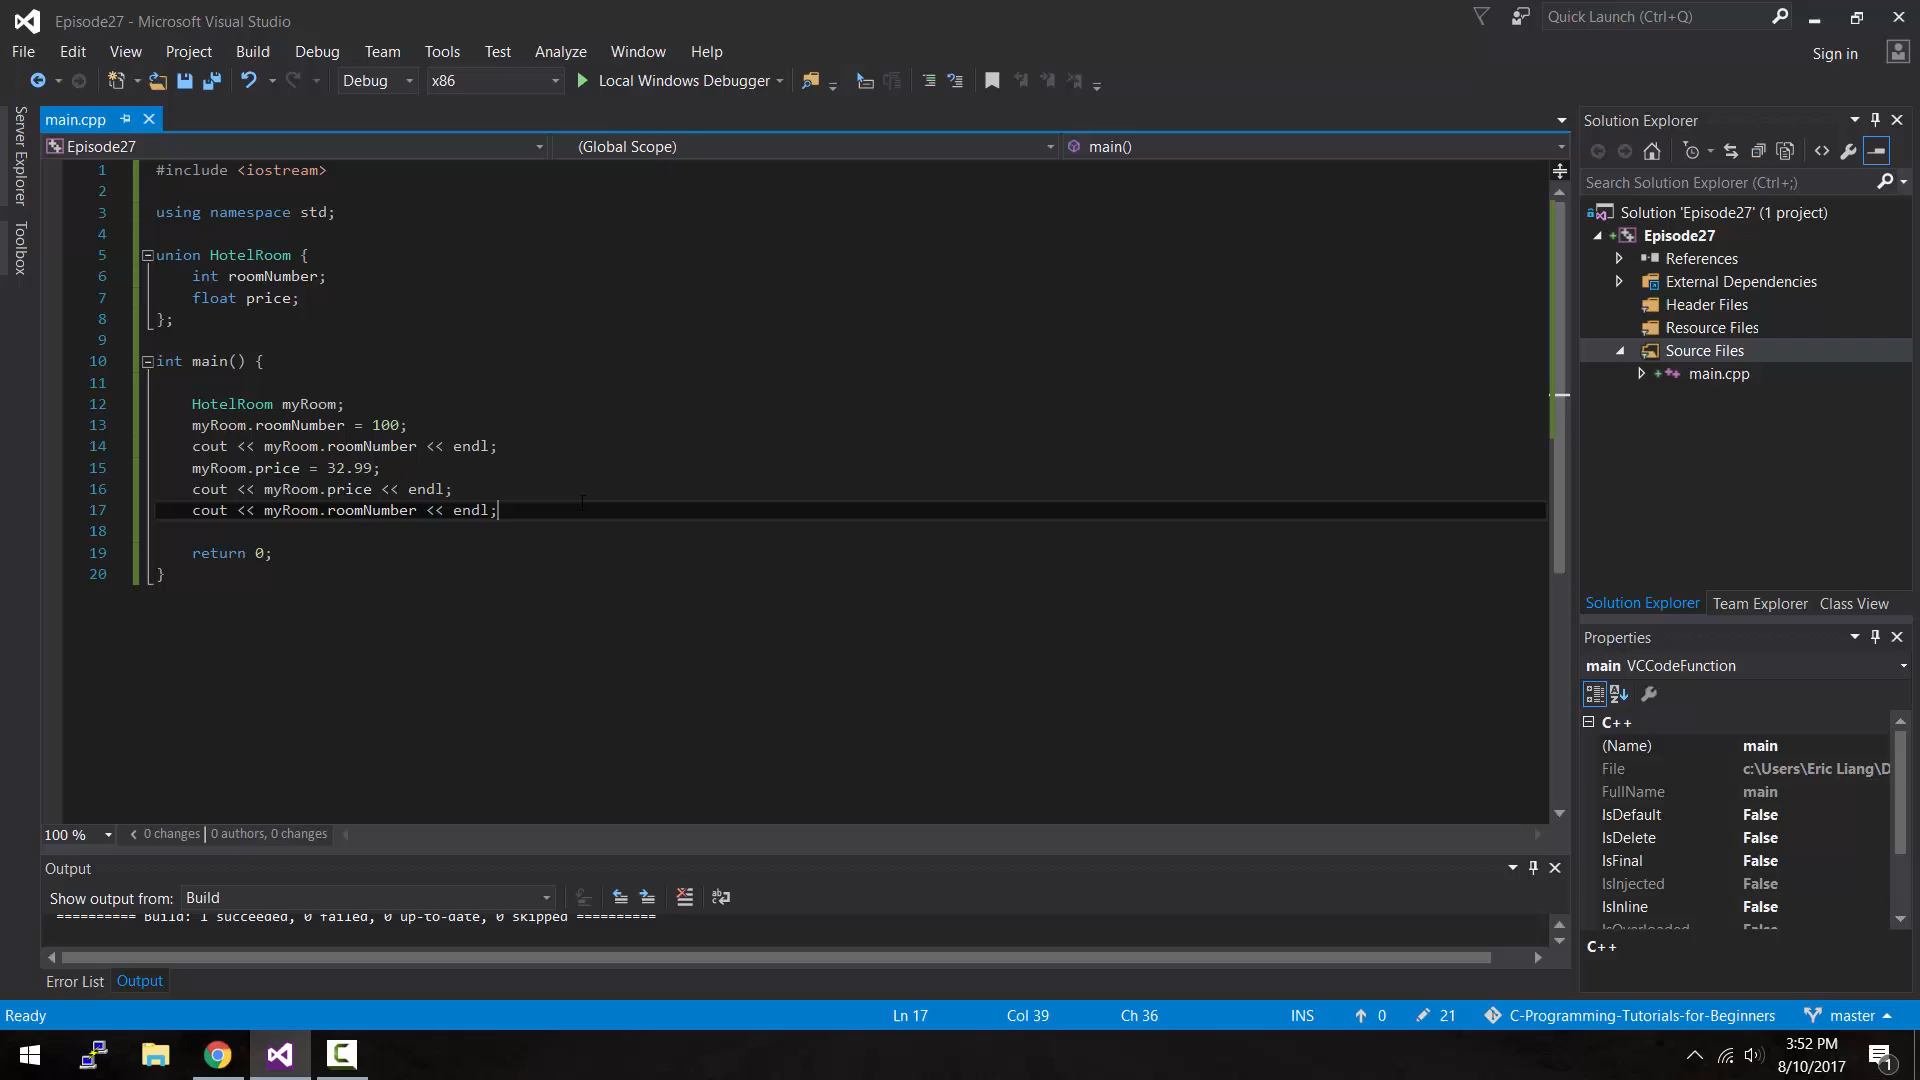 Episode27 - Microsoft Visual Studio
Quick Launch (Ctrl+Q)
File Edit View Project Build Debug Team Tools Test Analyze Window Help
Sign in
Debug x86 Local Windows Debugger
Server Explorer
Toolbox
main.cpp
Episode27 (Global Scope) main()
1 #include <iostream>
2
3 using namespace std;
4
5 union HotelRoom {
6 int roomNumber;
7 float price;
8 };
9
10 int main() {
11
12 HotelRoom myRoom;
13 myRoom.roomNumber = 100;
14 cout << myRoom.roomNumber << endl;
15 myRoom.price = 32.99;
16 cout << myRoom.price << endl;
17 cout << myRoom.roomNumber << endl;
18
19 return 0;
20 }
100 % 0 changes | 0 authors, 0 changes
Output
Show output from: Build
========== Build: 1 succeeded, 0 failed, 0 up-to-date, 0 skipped ==========
Error List Output
Solution Explorer
Search Solution Explorer (Ctrl+;)
Solution 'Episode27' (1 project)
Episode27
References
External Dependencies
Header Files
Resource Files
Source Files
main.cpp
Solution Explorer Team Explorer Class View
Properties
main VCCodeFunction
C++
(Name) main
File c:\Users\Eric Liang\D
FullName main
IsDefault False
IsDelete False
IsFinal False
IsInjected False
IsInline False
IsOverloaded False
C++
Ready Ln 17 Col 39 Ch 36 INS 0 21 C-Programming-Tutorials-for-Beginners master
3:52 PM
8/10/2017
1